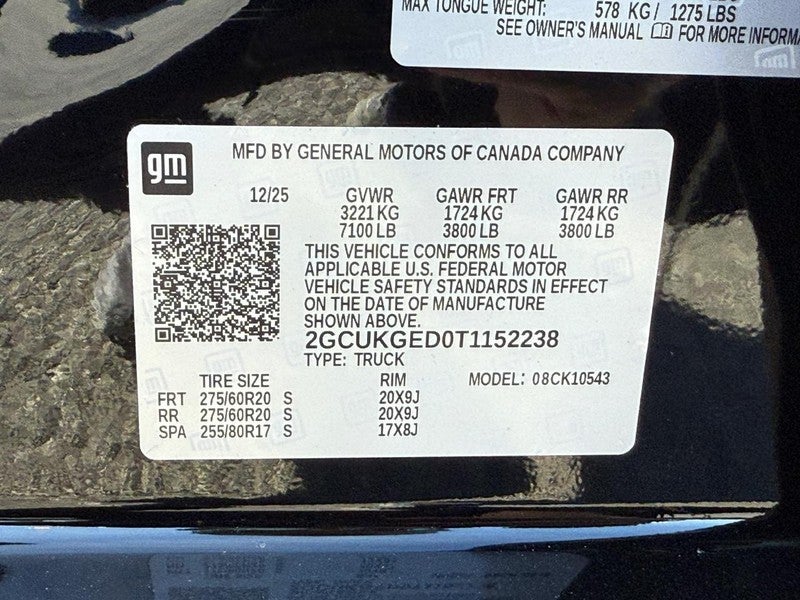 MAX TONGUE WEIGHT: 578 KG / 1275 LBS
SEE OWNER'S MANUAL FOR MORE INFORMA
gm
MFD BY GENERAL MOTORS OF CANADA COMPANY
12/25 GVWR GAWR FRT GAWR RR
3221 KG 1724 KG 1724 KG
7100 LB 3800 LB 3800 LB
THIS VEHICLE CONFORMS TO ALL
APPLICABLE U.S. FEDERAL MOTOR
VEHICLE SAFETY STANDARDS IN EFFECT
ON THE DATE OF MANUFACTURE
SHOWN ABOVE.
2GCUKGED0T1152238
TYPE: TRUCK
TIRE SIZE RIM MODEL: 08CK10543
FRT 275/60R20 S 20X9J
RR 275/60R20 S 20X9J
SPA 255/80R17 S 17X8J